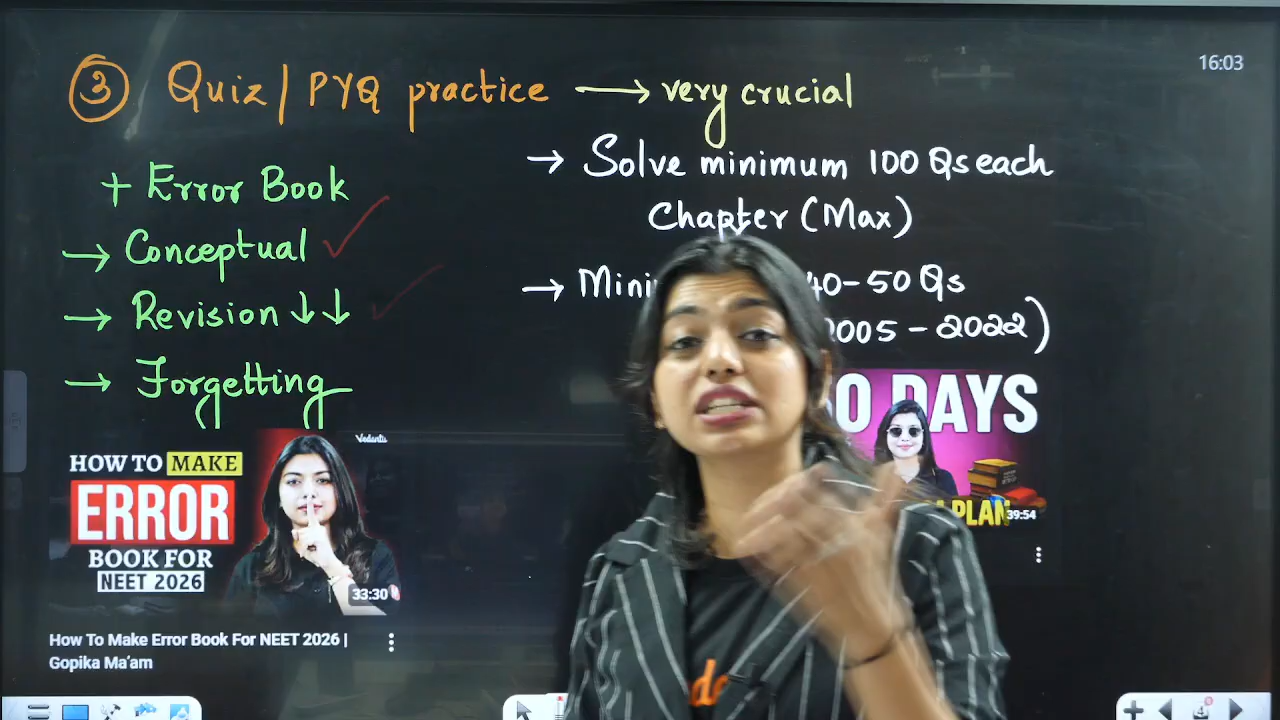 16:03
3 Quiz / PYQ practice → very crucial
+ Error Book
→ Conceptual ✓
→ Revision ↓↓ ✓
→ Forgetting
→ Solve minimum 100 Qs each
Chapter (Max)
→ 40-50 Qs
2005 - 2022)
Vedantu
HOW TO MAKE
ERROR
BOOK FOR
NEET 2026
33:30
How To Make Error Book For NEET 2026 |
Gopika Ma'am
DAYS
PLAN
39:54